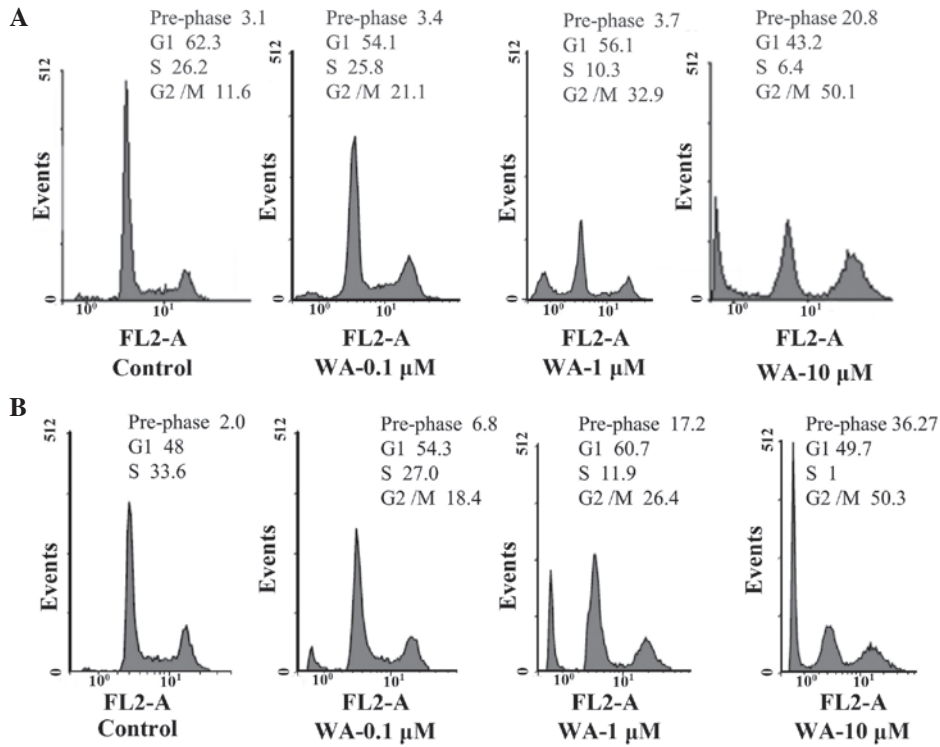 A
Pre-phase 3.1
G1 62.3
S 26.2
G2 /M 11.6
512
Events
0
10⁰ 10¹
FL2-A
Control
Pre-phase 3.4
G1 54.1
S 25.8
G2 /M 21.1
512
Events
0
10⁰ 10¹
FL2-A
WA-0.1 µM
Pre-phase 3.7
G1 56.1
S 10.3
G2 /M 32.9
512
Events
0
10⁰ 10¹
FL2-A
WA-1 µM
Pre-phase 20.8
G1 43.2
S 6.4
G2 /M 50.1
512
Events
0
10⁰ 10¹
FL2-A
WA-10 µM
B
Pre-phase 2.0
G1 48
S 33.6
512
Events
0
10⁰ 10¹
FL2-A
Control
Pre-phase 6.8
G1 54.3
S 27.0
G2 /M 18.4
512
Events
0
10⁰ 10¹
FL2-A
WA-0.1 µM
Pre-phase 17.2
G1 60.7
S 11.9
G2 /M 26.4
512
Events
0
10⁰ 10¹
FL2-A
WA-1 µM
Pre-phase 36.27
G1 49.7
S 1
G2 /M 50.3
512
Events
0
10⁰ 10¹
FL2-A
WA-10 µM